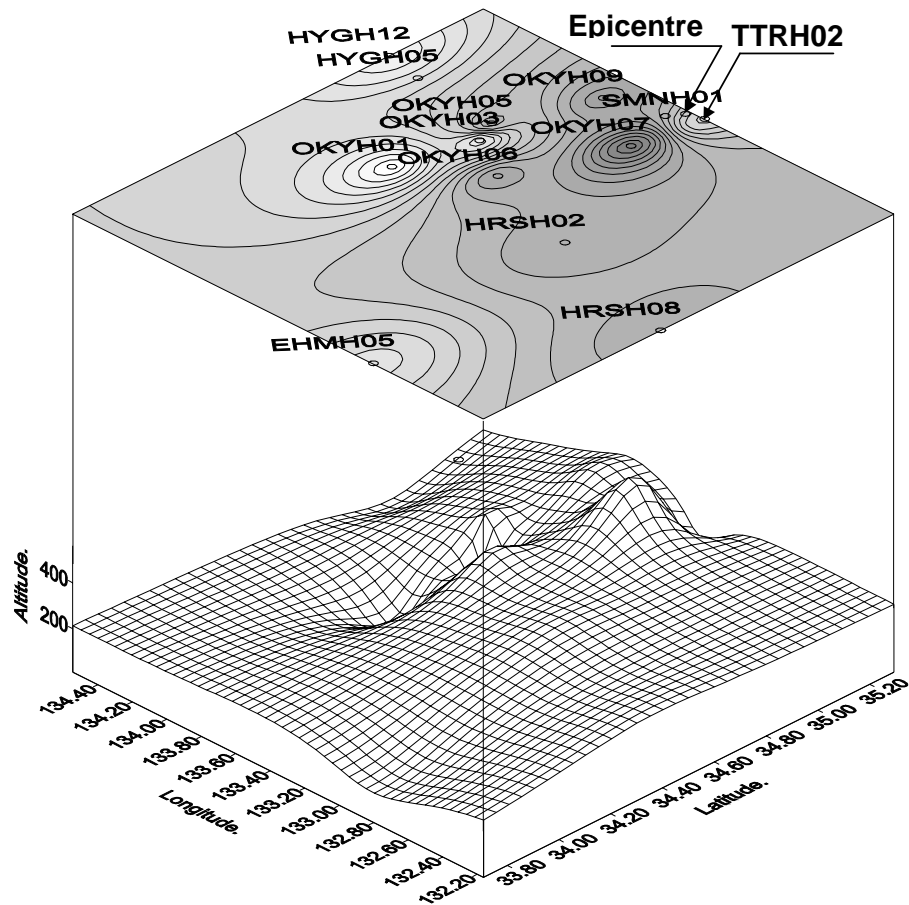 Epicentre
TTRH02
HYGH12
HYGH05
OKYH09
SMNH01
OKYH05
OKYH03
OKYH07
OKYH01
OKYH06
HRSH02
HRSH08
EHMH05
Altitude.
400
200
134.40
134.20
134.00
133.80
133.60
133.40
133.20
133.00
132.80
132.60
132.40
132.20
Longitude.
33.80
34.00
34.20
34.40
34.60
34.80
35.00
35.20
Latitude.